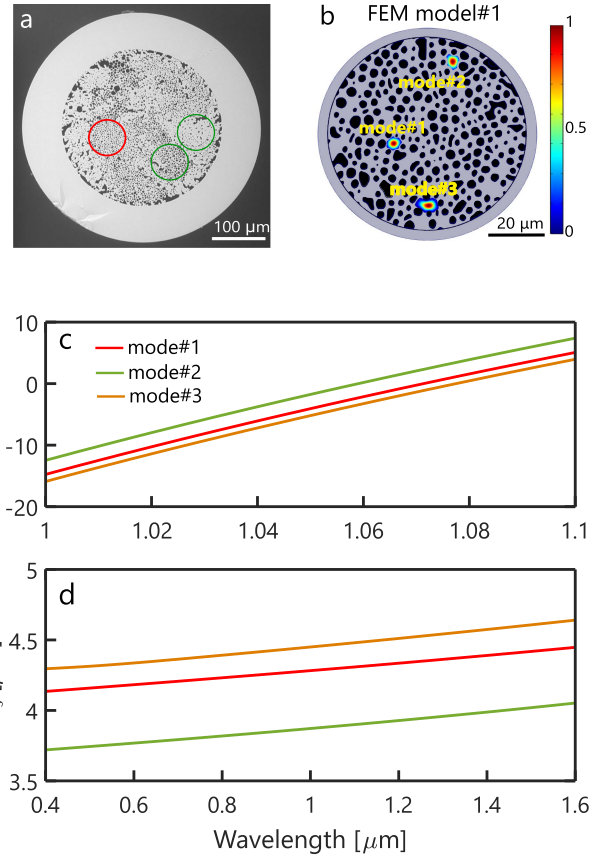 a
100 μm
b
FEM model#1
mode#2
mode#1
mode#3
20 μm
1
0.5
0
c
mode#1
mode#2
mode#3
10
0
-10
-20
1
1.02
1.04
1.06
1.08
1.1
d
5
4.5
4
3.5
0.4
0.6
0.8
1
1.2
1.4
1.6
Wavelength [μm]